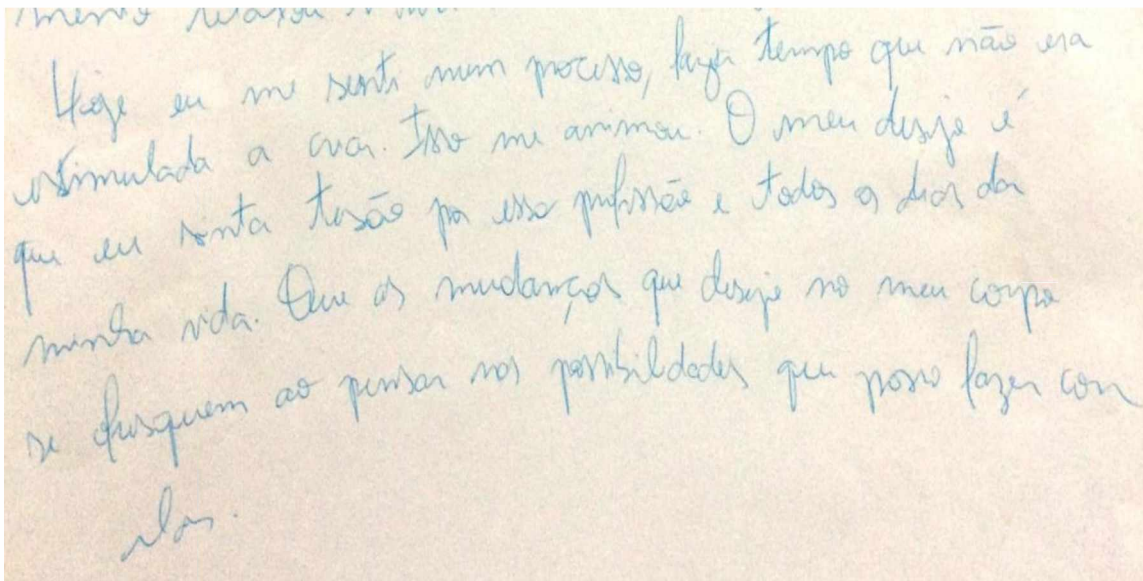 relaxou
Hoje eu me senti num processo, fazia tempo que não era
estimulada a criar. Isso me animou. O meu desejo é
que eu sinta tesão por essa profissão e todos os dias da
minha vida. Que as mudanças que desejo no meu corpo
se ofusquem ao pensar nas possibilidades que posso fazer com
elas.